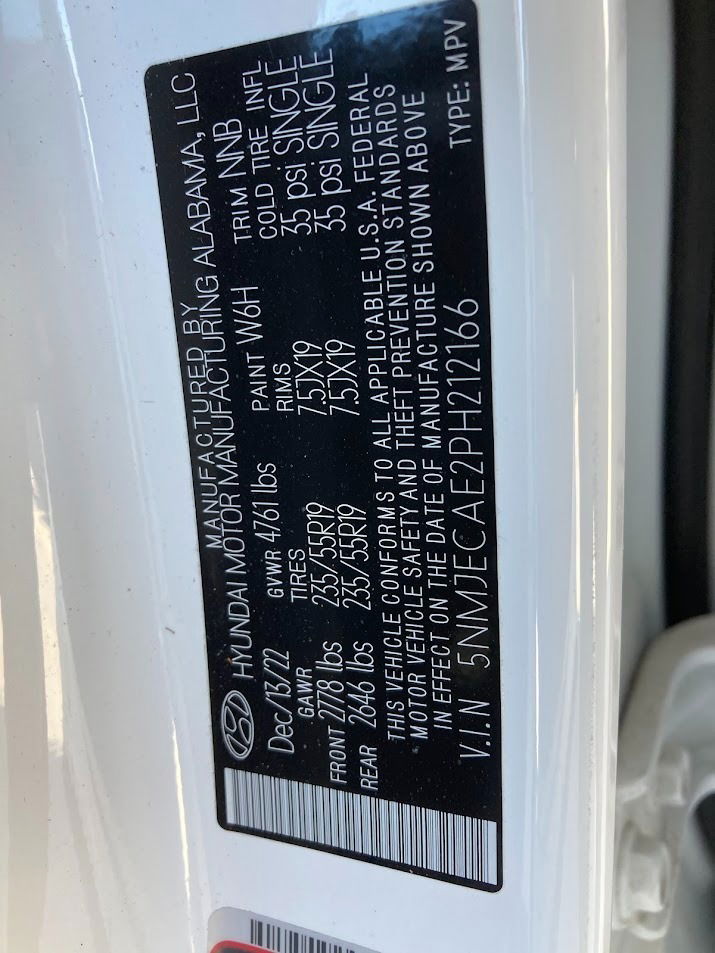 MANUFACTURED BY
HYUNDAI MOTOR MANUFACTURING ALABAMA, LLC
Dec/13/22 GVWR 4761 lbs PAINT W6H TRIM NNB
GAWR TIRES RIMS COLD TIRE INFL
FRONT 2778 lbs 235/55R19 7.5JX19 35 psi SINGLE
REAR 2646 lbs 235/55R19 7.5JX19 35 psi SINGLE
THIS VEHICLE CONFORMS TO ALL APPLICABLE U.S.A. FEDERAL
MOTOR VEHICLE SAFETY AND THEFT PREVENTION STANDARDS
IN EFFECT ON THE DATE OF MANUFACTURE SHOWN ABOVE
V.I.N 5NMJECAE2PH212166 TYPE: MPV